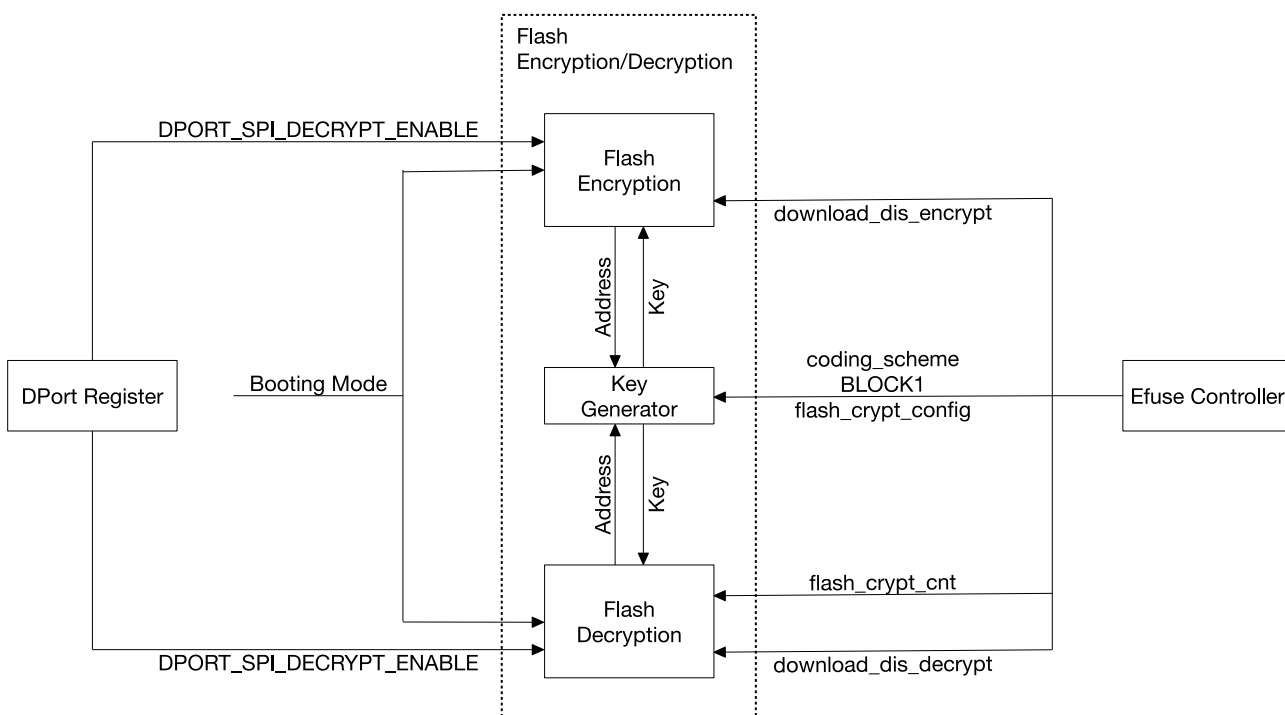 Flash
Encryption/Decryption
DPORT_SPI_DECRYPT_ENABLE
Flash
Encryption
download_dis_encrypt
Address
Key
DPort Register
Booting Mode
Key
Generator
coding_scheme
BLOCK1
flash_crypt_config
Efuse Controller
Address
Key
Flash
Decryption
flash_crypt_cnt
DPORT_SPI_DECRYPT_ENABLE
download_dis_decrypt